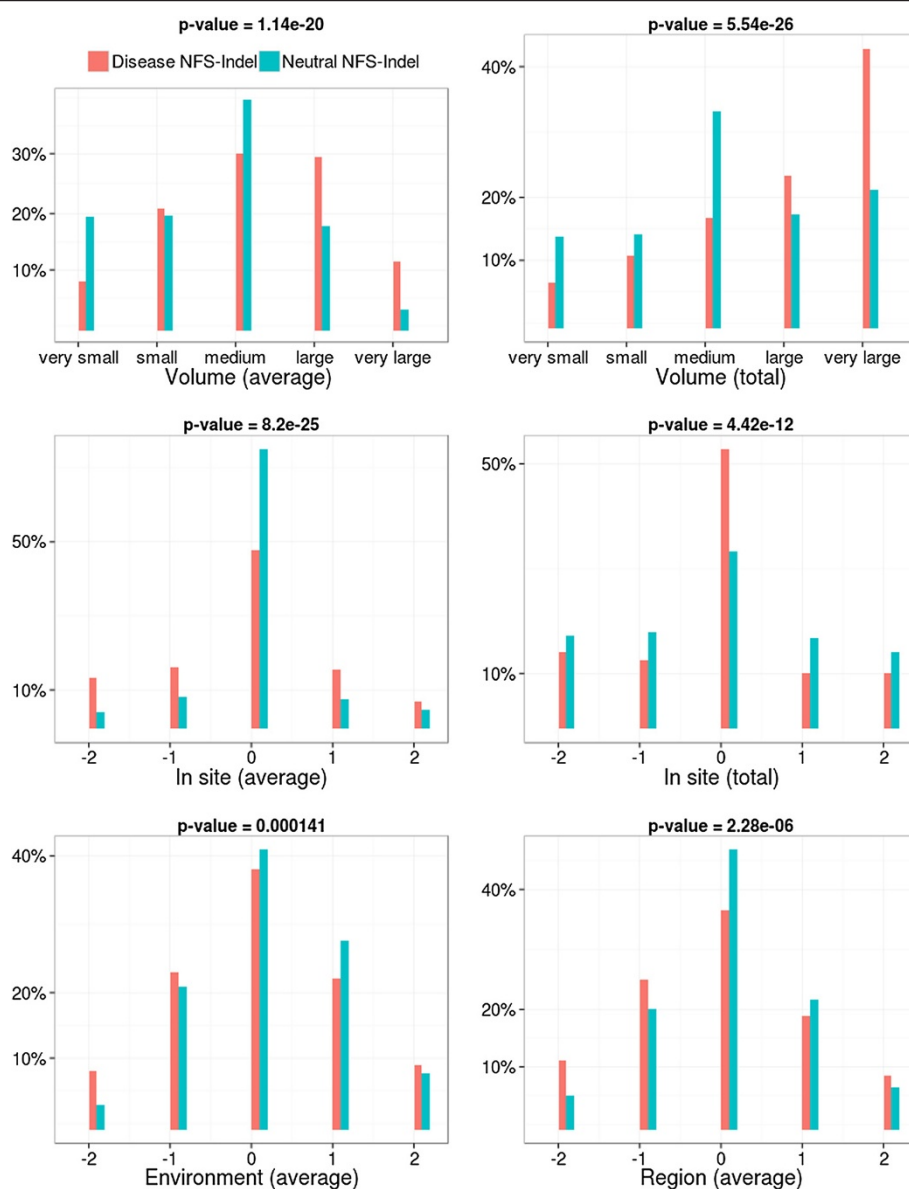 p-value = 1.14e-20
Disease NFS-Indel Neutral NFS-Indel
30%
20%
10%
very small small medium large very large
Volume (average)
p-value = 5.54e-26
40%
20%
10%
very small small medium large very large
Volume (total)
p-value = 8.2e-25
50%
10%
-2 -1 0 1 2
In site (average)
p-value = 4.42e-12
50%
10%
-2 -1 0 1 2
In site (total)
p-value = 0.000141
40%
20%
10%
-2 -1 0 1 2
Environment (average)
p-value = 2.28e-06
40%
20%
10%
-2 -1 0 1 2
Region (average)